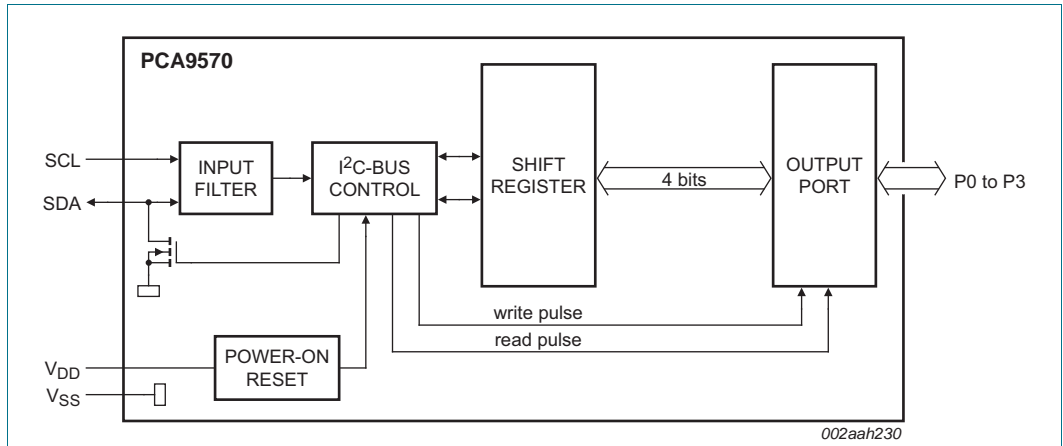 PCA9570
SCL
SDA
INPUT
FILTER
I²C-BUS
CONTROL
SHIFT
REGISTER
4 bits
OUTPUT
PORT
P0 to P3
write pulse
read pulse
POWER-ON
RESET
VDD
VSS
002aah230